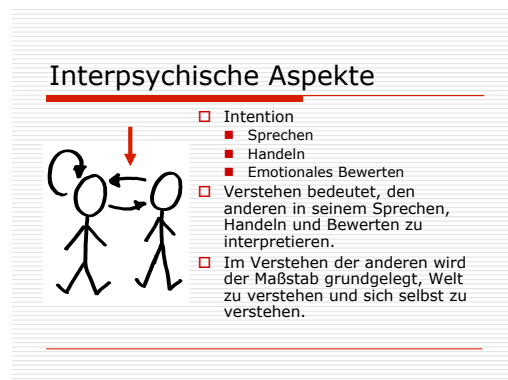 Interpsychische Aspekte
Intention
Sprechen
Handeln
Emotionales Bewerten
Verstehen bedeutet, den
anderen in seinem Sprechen,
Handeln und Bewerten zu
interpretieren.
Im Verstehen der anderen wird
der Maßstab grundgelegt, Welt
zu verstehen und sich selbst zu
verstehen.